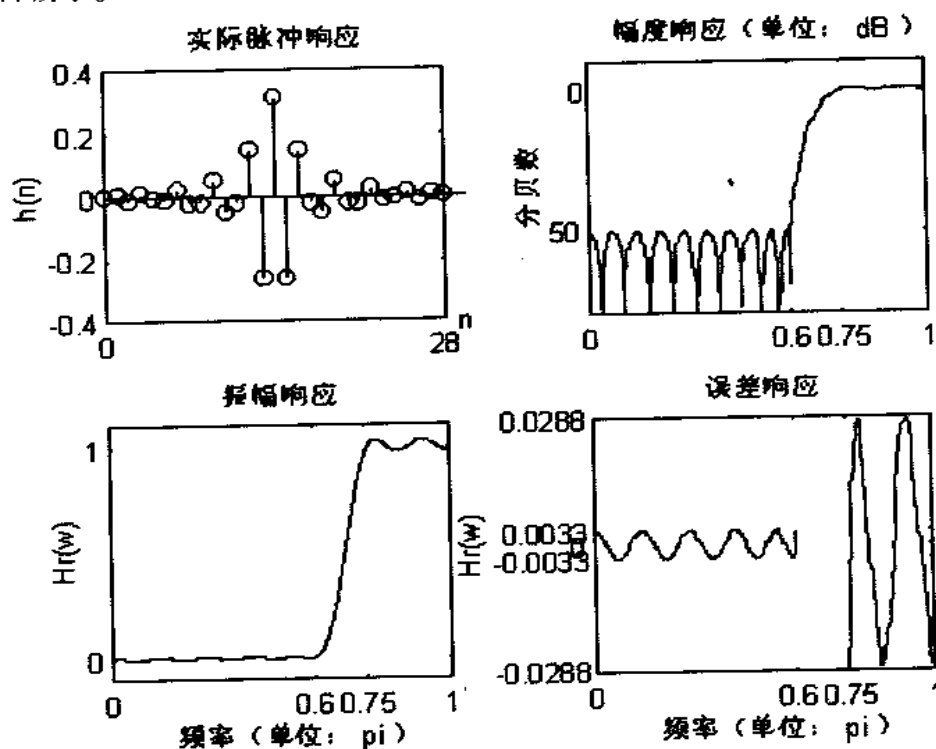 实际脉冲响应
0.4
0.2
0
-0.2
-0.4
h(n)
0
28
n
幅度响应（单位： dB ）
0
50
分贝数
0
0.6 0.75
1
振幅响应
1
0
Hr(w)
0
0.6 0.75
1
频率（单位： pi ）
误差响应
0.0288
0.0033
-0.0033
-0.0288
Hr(w)
0
0.6 0.75
1
频率（单位： pi ）